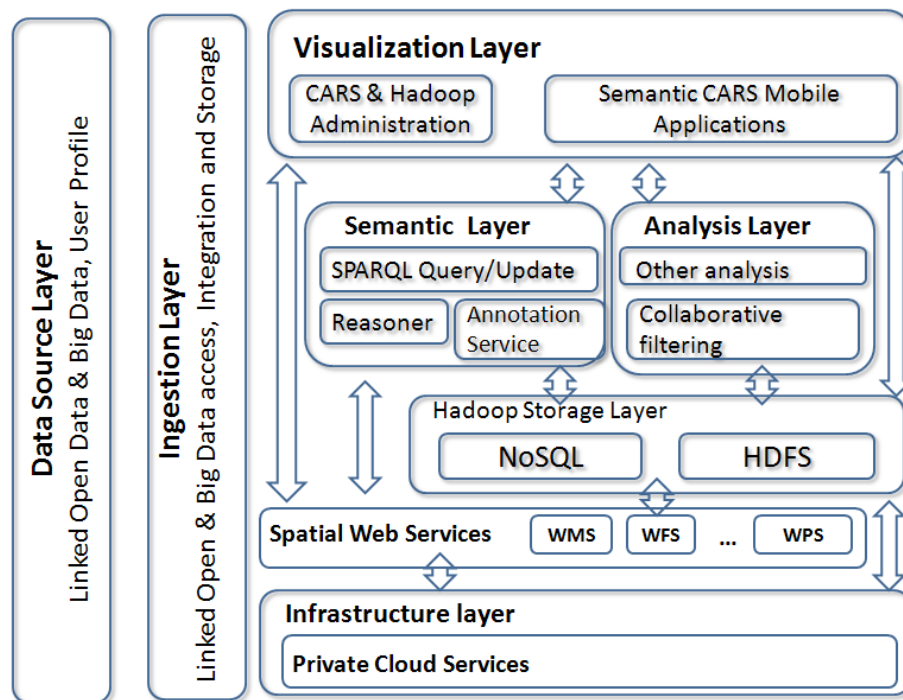 Data Source Layer
Linked Open Data & Big Data, User Profile
Ingestion Layer
Linked Open & Big Data access, Integration and Storage
Visualization Layer
CARS & Hadoop
Administration
Semantic CARS Mobile
Applications
Semantic Layer
SPARQL Query/Update
Reasoner
Annotation
Service
Analysis Layer
Other analysis
Collaborative
filtering
Hadoop Storage Layer
NoSQL
HDFS
Spatial Web Services
WMS
WFS
...
WPS
Infrastructure layer
Private Cloud Services